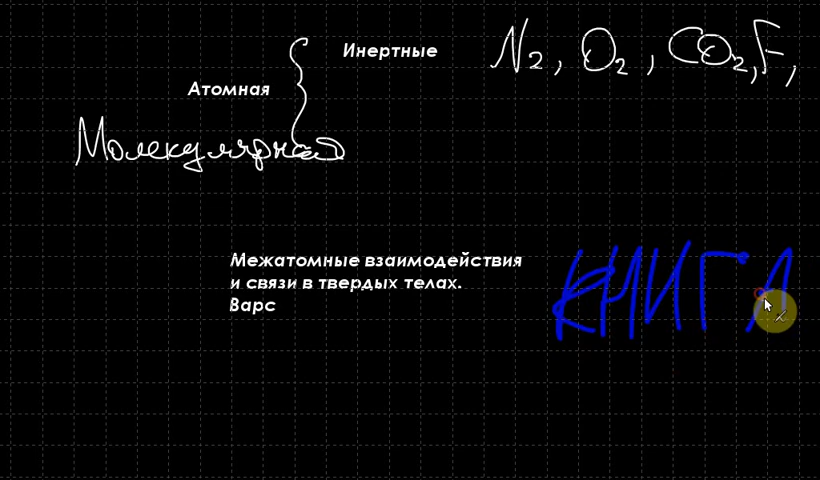 Инертные N2, O2, CO2, F,
Атомная
Молекулярная
Межатомные взаимодействия
и связи в твердых телах.
Варс
КНИГА